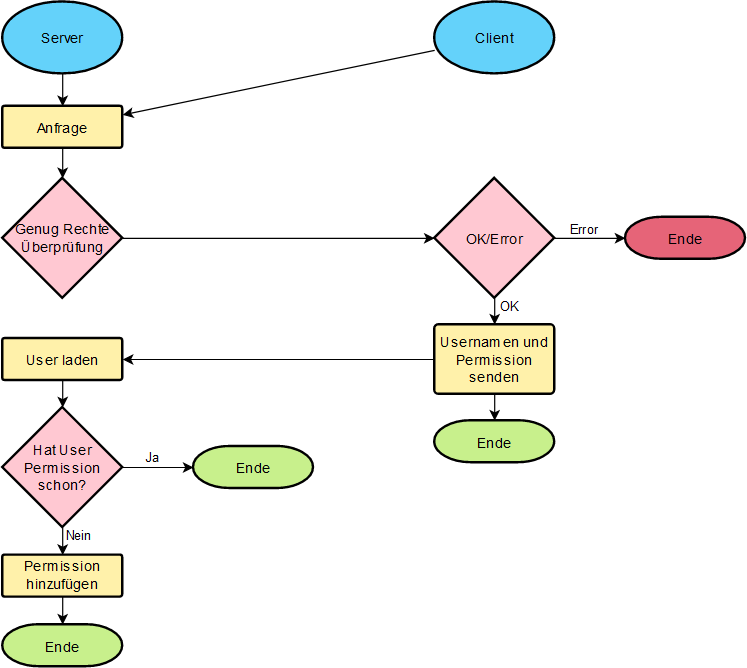 Server
Client
Anfrage
Genug Rechte
Überprüfung
OK/Error
Error
Ende
OK
Usernamen und
Permission
senden
User laden
Ende
Hat User
Permission
schon?
Ja
Ende
Nein
Permission
hinzufügen
Ende